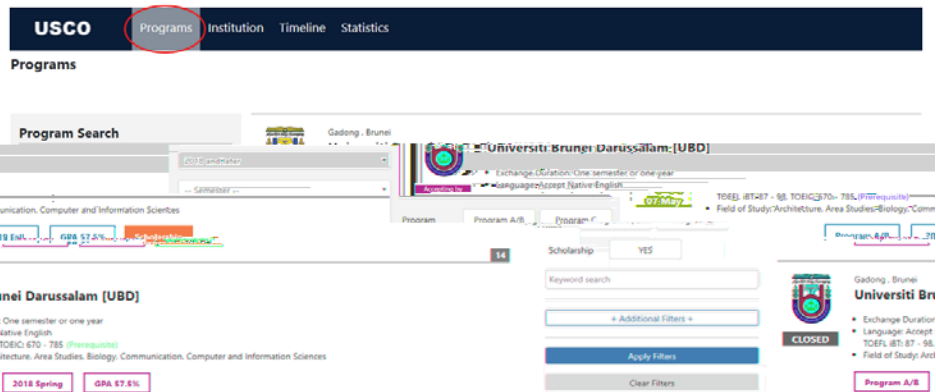 USCO Programs Institution Timeline Statistics
Programs
Program Search
Gadong , Brunei
2018 and later
Universiti Brunei Darussalam [UBD]
Exchange Duration: One semester or one year
Accepting by
Language: Accept Native English
-- Semester --
07 May
TOEFL iBT: 87 - 98, TOEIC: 670 - 785 (Prerequisite)
Field of Study: Architecture. Area Studies. Biology.
Communication. Computer and Information Sciences
Program
Program A/B
Program C
GPA 57.5%
Scholarship
Program A/B
Scholarship YES
14
Keyword search
Gadong , Brunei
Darussalam [UBD]
Universiti
+ Additional Filters +
One semester or one year
Exchange Duration
Native English
Language: Accept
CLOSED
TOEIC: 670 - 785 (Prerequisite)
TOEFL iBT: 87 - 98,
Area Studies. Biology. Communication. Computer and Information Sciences
Apply Filters
Field of Study:
2018 Spring
GPA 57.5%
Clear Filters
Program A/B